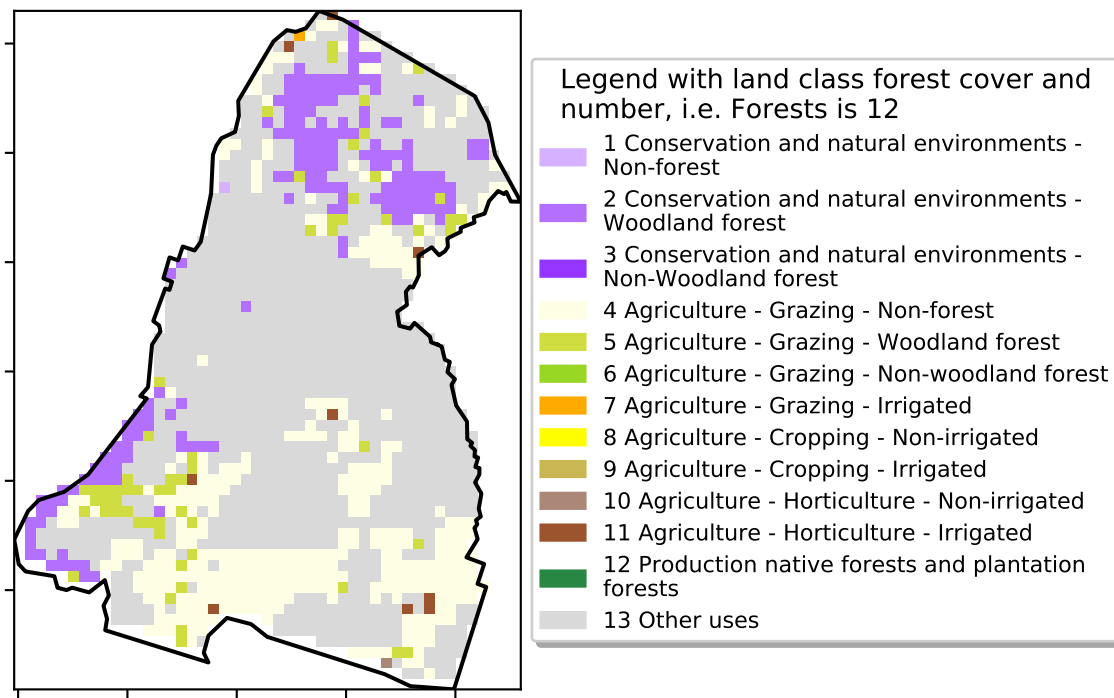 Legend with land class forest cover and
number, i.e. Forests is 12
1 Conservation and natural environments -
Non-forest
2 Conservation and natural environments -
Woodland forest
3 Conservation and natural environments -
Non-Woodland forest
4 Agriculture - Grazing - Non-forest
5 Agriculture - Grazing - Woodland forest
6 Agriculture - Grazing - Non-woodland forest
7 Agriculture - Grazing - Irrigated
8 Agriculture - Cropping - Non-irrigated
9 Agriculture - Cropping - Irrigated
10 Agriculture - Horticulture - Non-irrigated
11 Agriculture - Horticulture - Irrigated
12 Production native forests and plantation
forests
13 Other uses